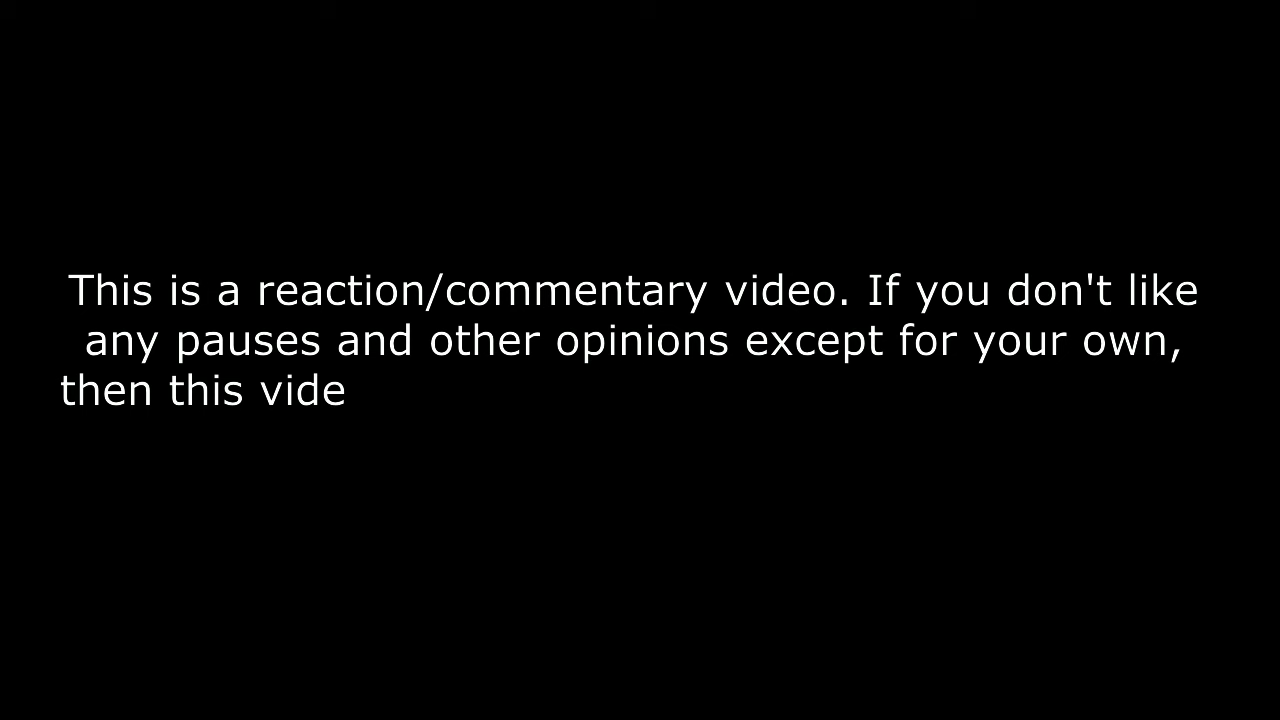 This is a reaction/commentary video. If you don't like
any pauses and other opinions except for your own,
then this vide